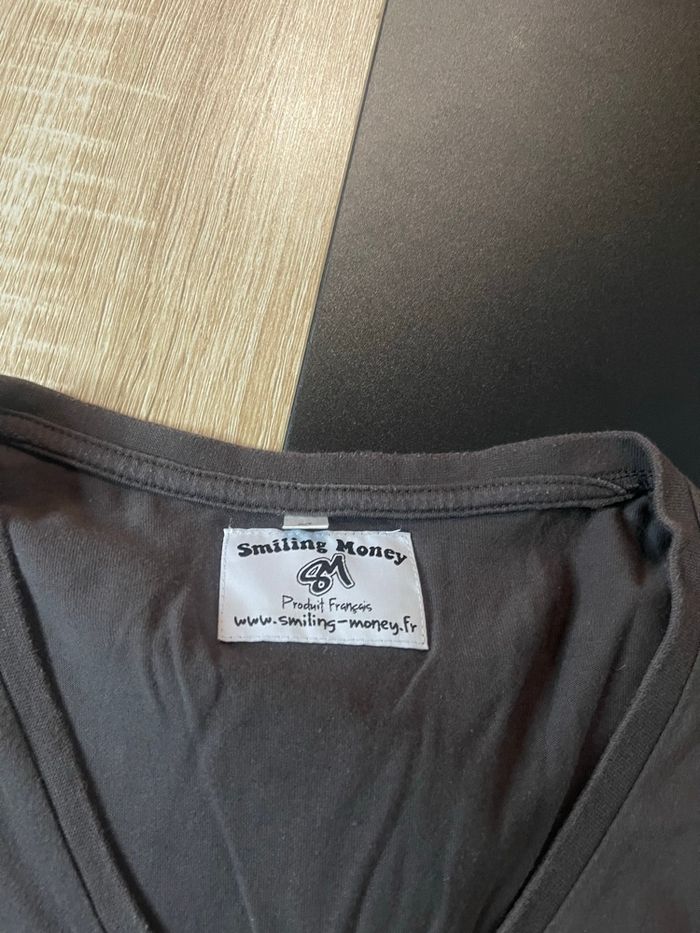 Smiling Money
SM
Produit Français
www.smiling-money.fr